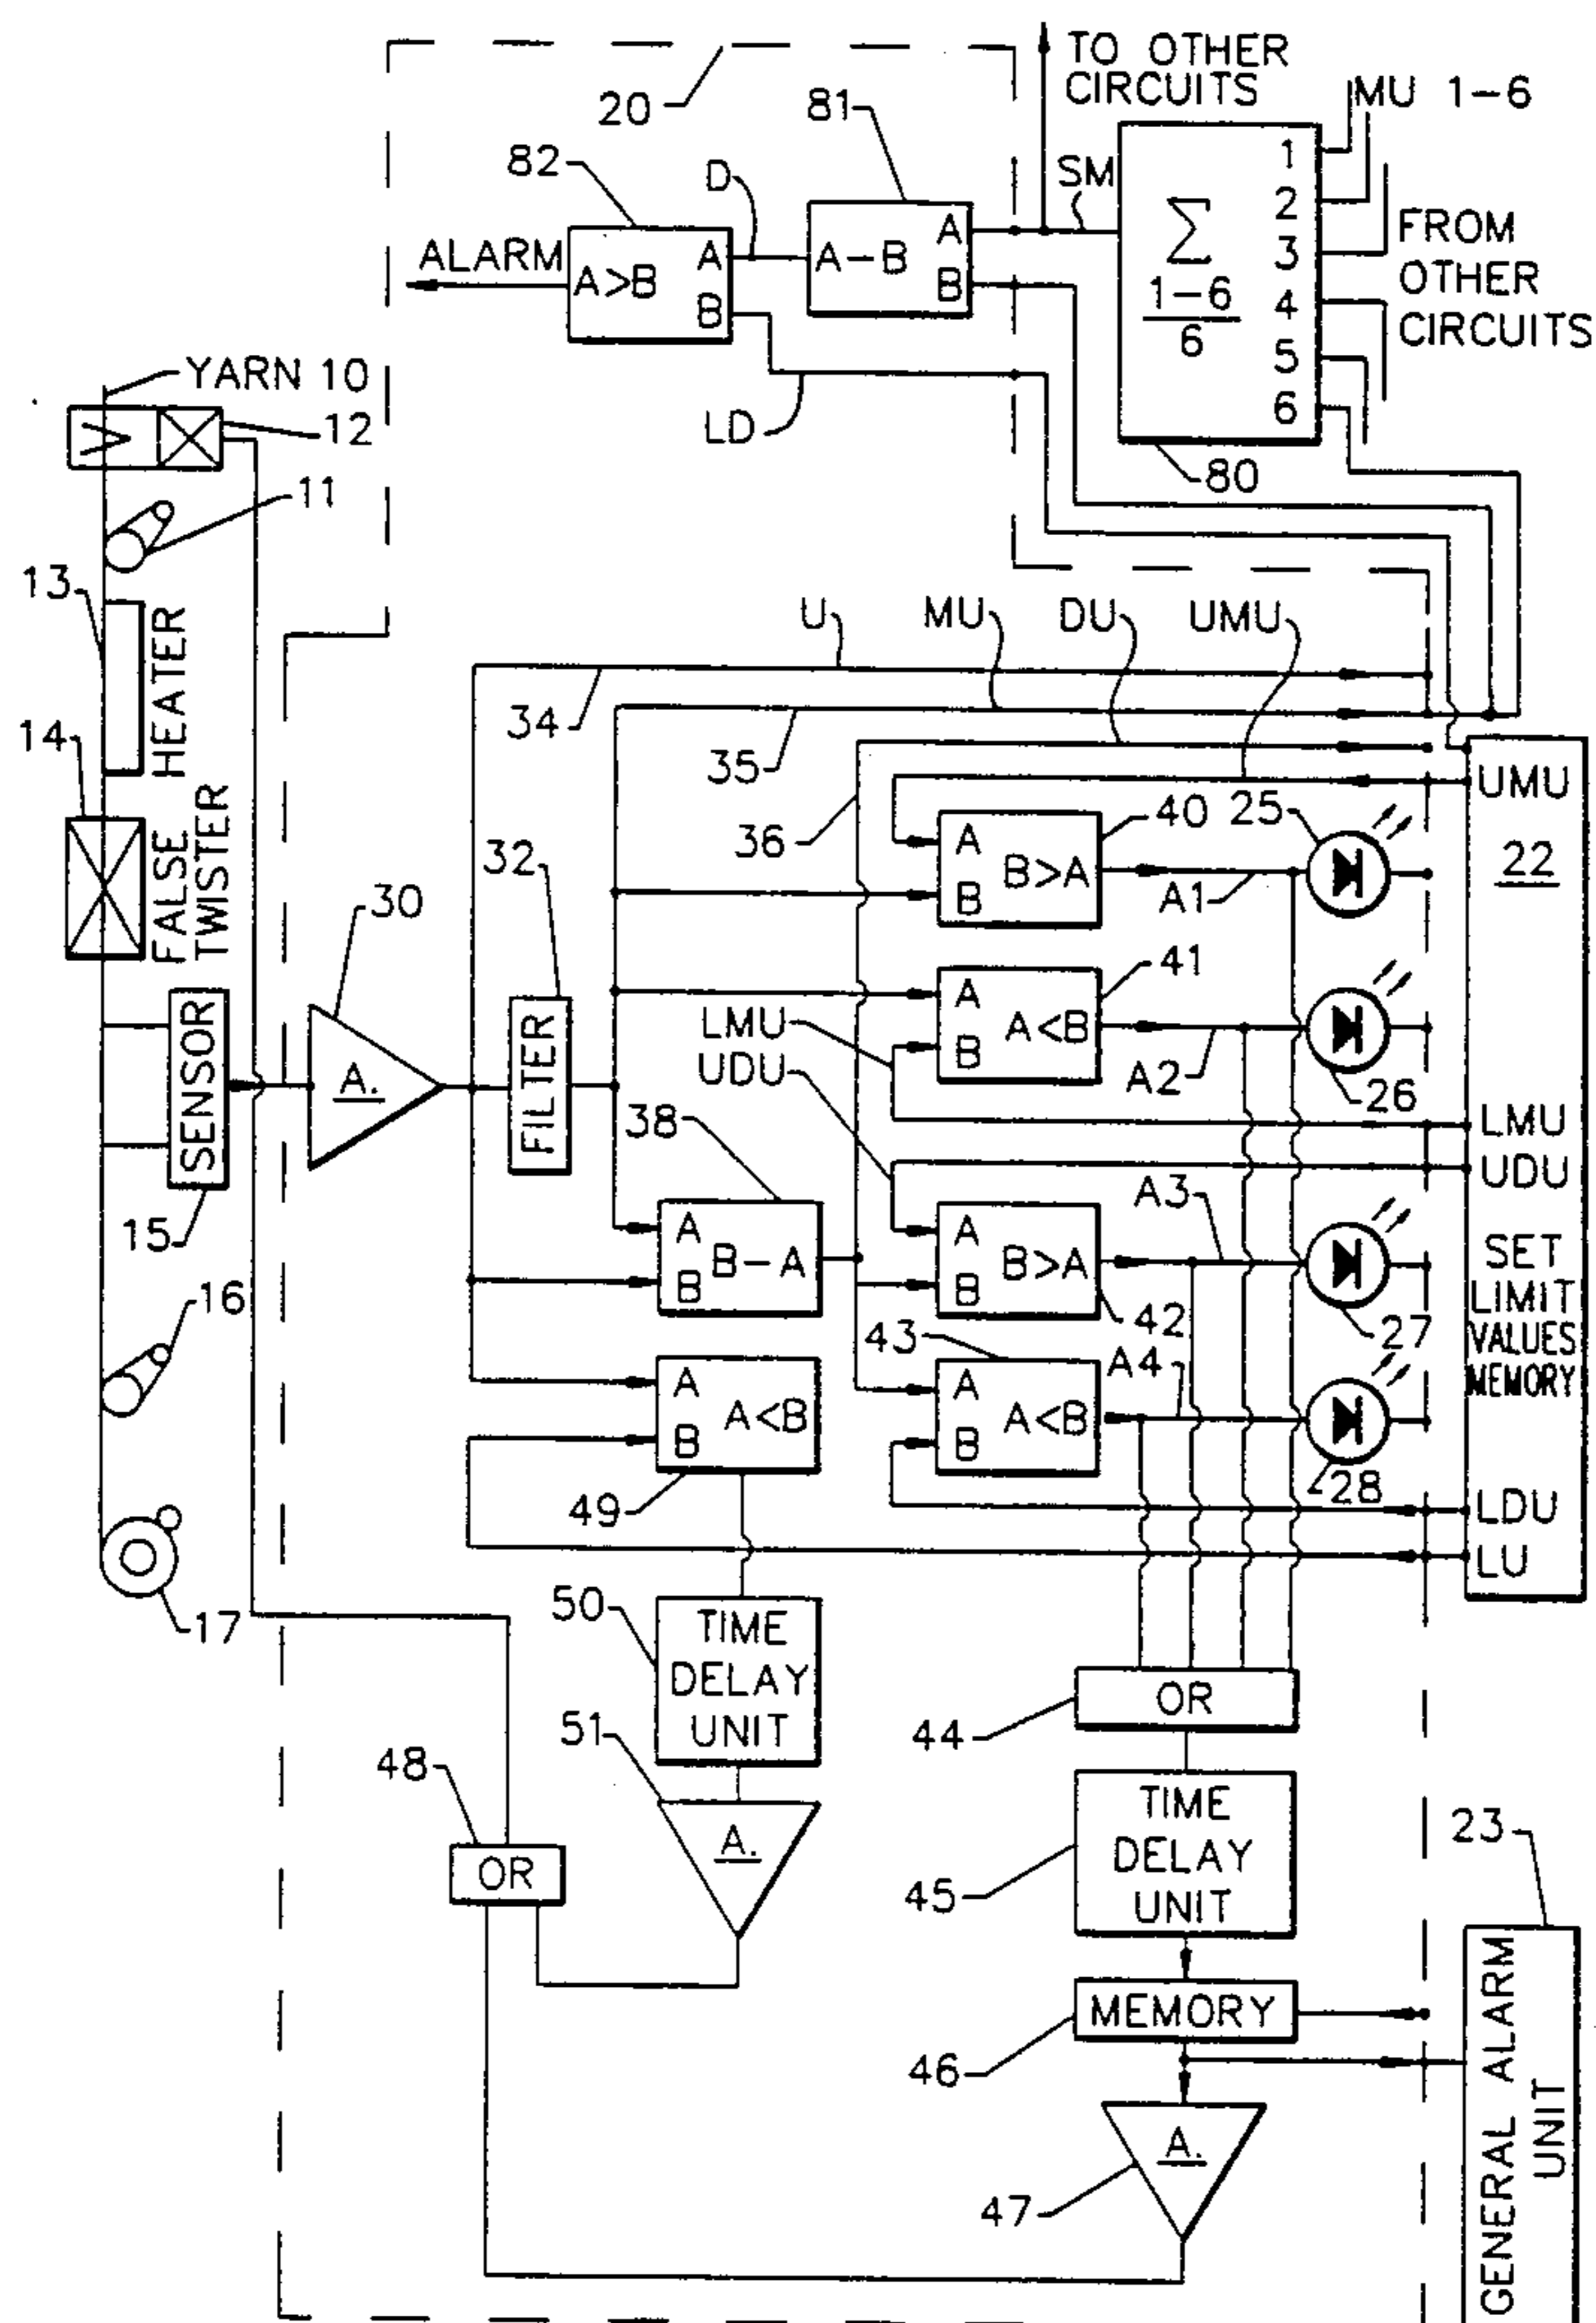 TO OTHER
CIRCUITS
MU 1-6
20
81
82
D
SM
1
2
3
4
5
6
Σ
1-6
6
FROM
OTHER
CIRCUITS
ALARM
A>B
A
B
A-B
A
B
LD
80
YARN 10
12
11
13
HEATER
14
FALSE
TWISTER
U
MU
DU
UMU
34
35
36
UMU
22
40
25
A
B
B>A
A1
32
30
41
A
B
A<B
LMU
UDU
A2
26
A.
FILTER
SENSOR
15
38
LMU
UDU
A3
A
B
B-A
A
B
B>A
42
27
SET
LIMIT
VALUES
MEMORY
16
43
A4
A
B
A<B
49
A
B
A<B
28
LDU
LU
17
50
TIME
DELAY
UNIT
51
A.
48
OR
OR
44
TIME
DELAY
UNIT
45
23
MEMORY
46
A.
47
GENERAL ALARM
UNIT